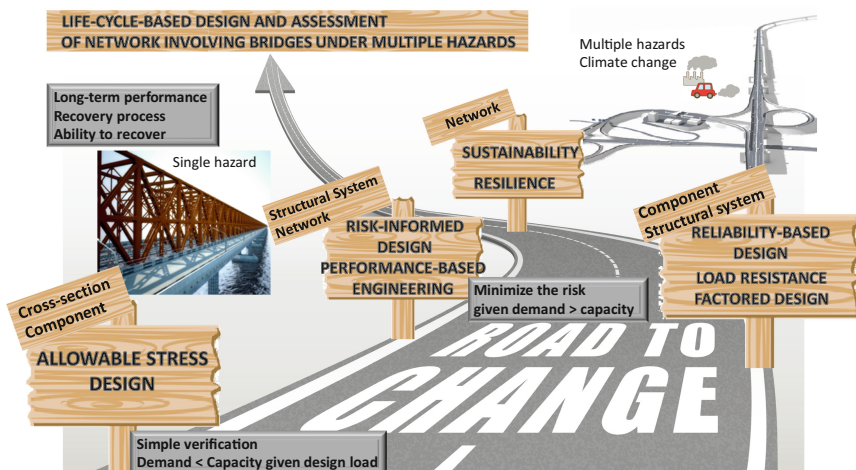 LIFE-CYCLE-BASED DESIGN AND ASSESSMENT
OF NETWORK INVOLVING BRIDGES UNDER MULTIPLE HAZARDS
Multiple hazards
Climate change
Long-term performance
Recovery process
Ability to recover
Single hazard
Network
SUSTAINABILITY
RESILIENCE
Structural System
Network
RISK-INFORMED
DESIGN
PERFORMANCE-BASED
ENGINEERING
Component
Structural system
RELIABILITY-BASED
DESIGN
LOAD RESISTANCE
FACTORED DESIGN
Minimize the risk
given demand > capacity
Cross-section
Component
ALLOWABLE STRESS
DESIGN
ROAD TO
CHANGE
Simple verification
Demand < Capacity given design load